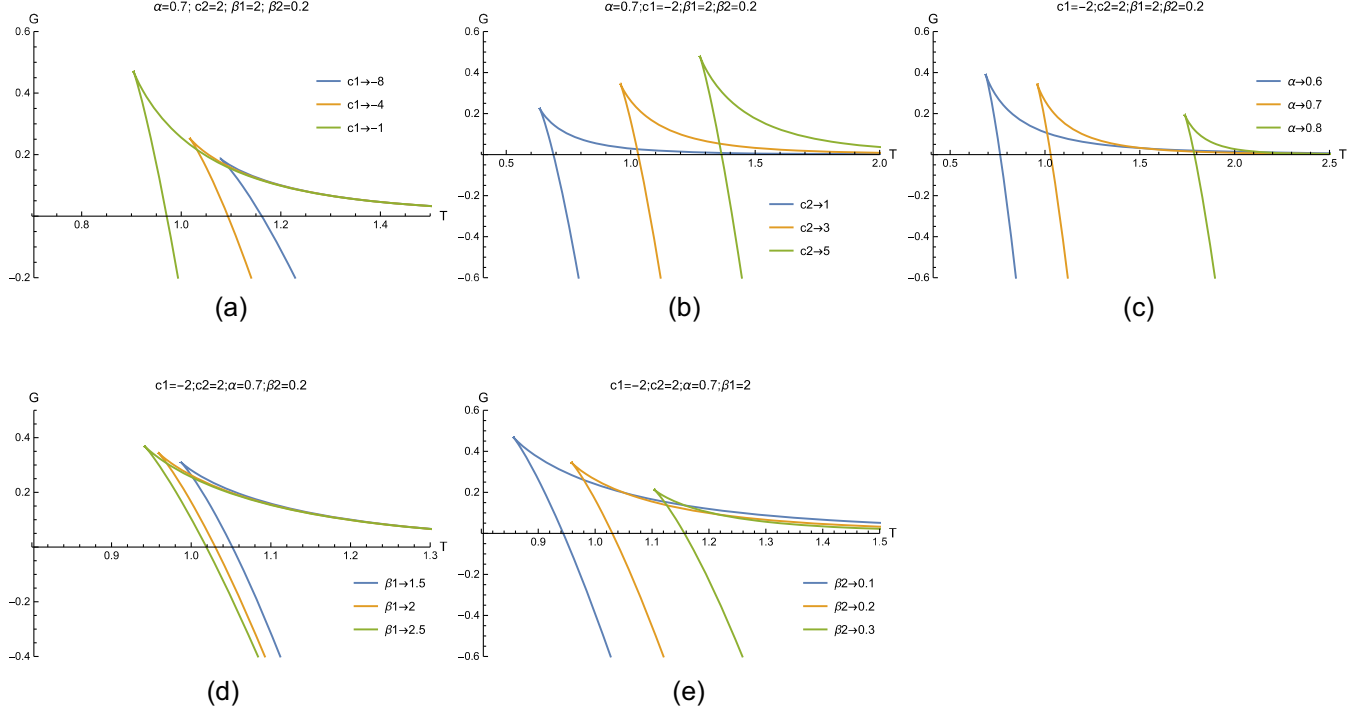 α=0.7; c2=2; β1=2; β2=0.2
G
0.6
0.4
0.2
-0.2
0.8
1.0
1.2
1.4
T
c1→-8
c1→-4
c1→-1
(a)
α=0.7;c1=-2;β1=2;β2=0.2
G
0.6
0.4
0.2
-0.2
-0.4
-0.6
0.5
1.0
1.5
2.0
T
c2→1
c2→3
c2→5
(b)
c1=-2;c2=2;β1=2;β2=0.2
G
0.6
0.4
0.2
-0.2
-0.4
-0.6
0.5
1.0
1.5
2.0
2.5
T
α→0.6
α→0.7
α→0.8
(c)
c1=-2;c2=2;α=0.7;β2=0.2
G
0.4
0.2
-0.2
-0.4
0.9
1.0
1.1
1.2
1.3
T
β1→1.5
β1→2
β1→2.5
(d)
c1=-2;c2=2;α=0.7;β1=2
G
0.6
0.4
0.2
-0.2
-0.4
-0.6
0.9
1.0
1.1
1.2
1.3
1.4
1.5
T
β2→0.1
β2→0.2
β2→0.3
(e)